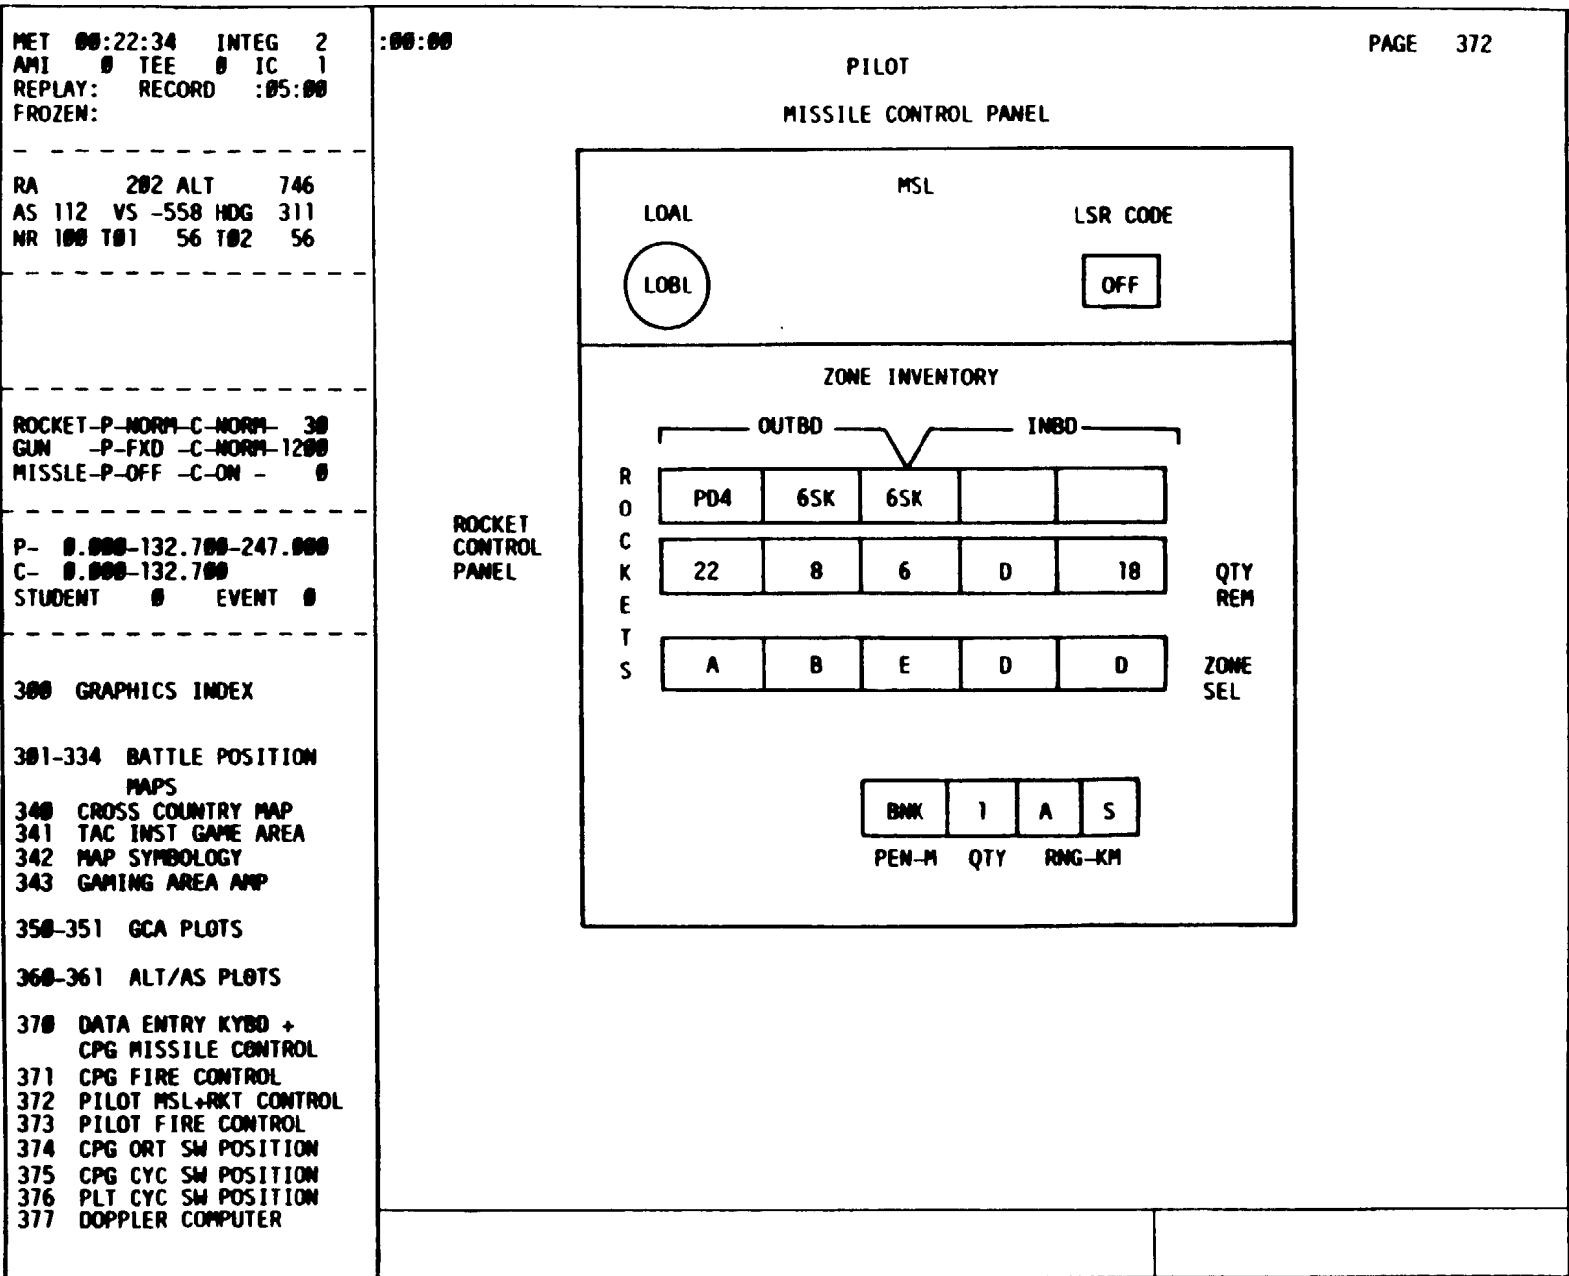 MET 00:22:34 INTEG 2 :00:00
AMI 0 TEE 0 IC 1
REPLAY: RECORD :05:00
FROZEN:
RA 202 ALT 746
AS 112 VS -558 HDG 311
NR 100 T01 56 T02 56
ROCKET-P-NORM-C-NORM- 30
GUN -P-FXD -C-NORM-1200
MISSLE-P-OFF -C-ON - 0
P- 0.000-132.700-247.000
C- 0.000-132.700
STUDENT 0 EVENT 0
300 GRAPHICS INDEX
301-334 BATTLE POSITION
MAPS
340 CROSS COUNTRY MAP
341 TAC INST GAME AREA
342 MAP SYMBOLOGY
343 GAMING AREA AMP
350-351 GCA PLOTS
360-361 ALT/AS PLOTS
370 DATA ENTRY KYBD +
CPG MISSILE CONTROL
371 CPG FIRE CONTROL
372 PILOT MSL+RKT CONTROL
373 PILOT FIRE CONTROL
374 CPG ORT SW POSITION
375 CPG CYC SW POSITION
376 PLT CYC SW POSITION
377 DOPPLER COMPUTER
PAGE 372
PILOT
MISSILE CONTROL PANEL
MSL
LOAL LSR CODE
LOBL OFF
ZONE INVENTORY
OUTBD INBD
ROCKETS
PD4 6SK 6SK
ROCKET
CONTROL
PANEL
22 8 6 D 18
QTY
REM
A B E D D
ZONE
SEL
BNK 1 A S
PEN-M QTY RNG-KM